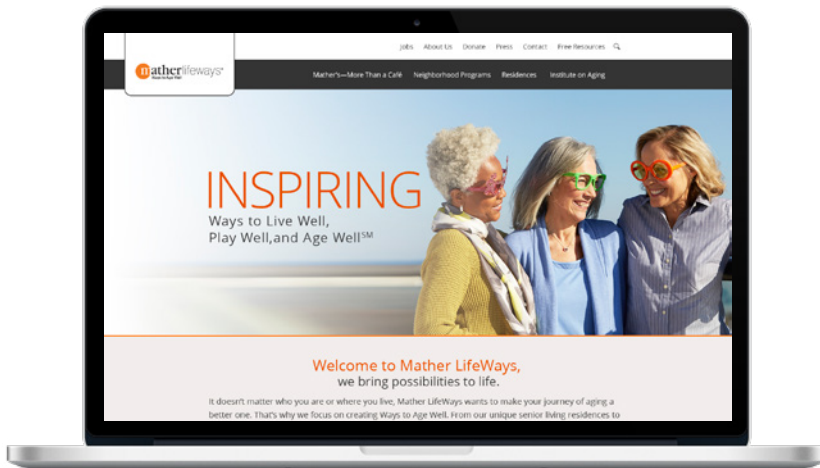 Jobs About Us Donate Press Contact Free Resources
matherlifeways
Ways to Age Well
Mather's—More Than a Café Neighborhood Programs Residences Institute on Aging
INSPIRING
Ways to Live Well,
Play Well,and Age Well℠
Welcome to Mather LifeWays,
we bring possibilities to life.
It doesn't matter who you are or where you live, Mather LifeWays wants to make your journey of aging a
better one. That's why we focus on creating Ways to Age Well. From our unique senior living residences to